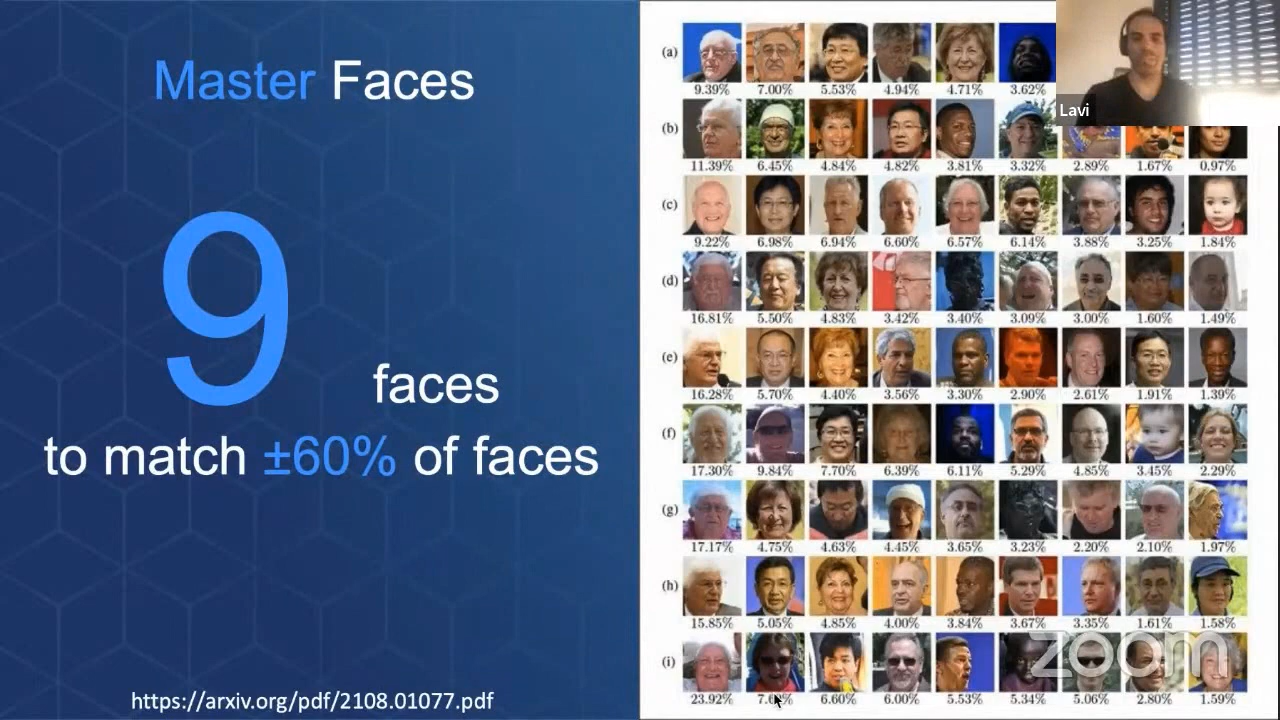 Master Faces
9
faces
to match ±60% of faces
https://arxiv.org/pdf/2108.01077.pdf
Lavi
(a)
9.39% 7.00% 5.53% 4.94% 4.71% 3.62%
(b)
11.39% 6.45% 4.84% 4.82% 3.81% 3.32% 2.89% 1.67% 0.97%
(c)
9.22% 6.98% 6.94% 6.60% 6.57% 6.14% 3.88% 3.25% 1.84%
(d)
16.81% 5.50% 4.83% 3.42% 3.40% 3.09% 3.00% 1.60% 1.49%
(e)
16.28% 5.70% 4.40% 3.56% 3.30% 2.90% 2.61% 1.91% 1.39%
(f)
17.30% 9.84% 7.70% 6.39% 6.11% 5.29% 4.85% 3.45% 2.29%
(g)
17.17% 4.75% 4.63% 4.45% 3.65% 3.23% 2.20% 2.10% 1.97%
(h)
15.85% 5.05% 4.85% 4.00% 3.84% 3.67% 3.35% 1.61% 1.58%
zoom
(i)
23.92% 6.60% 6.00% 5.53% 5.34% 5.06% 2.80% 1.59%